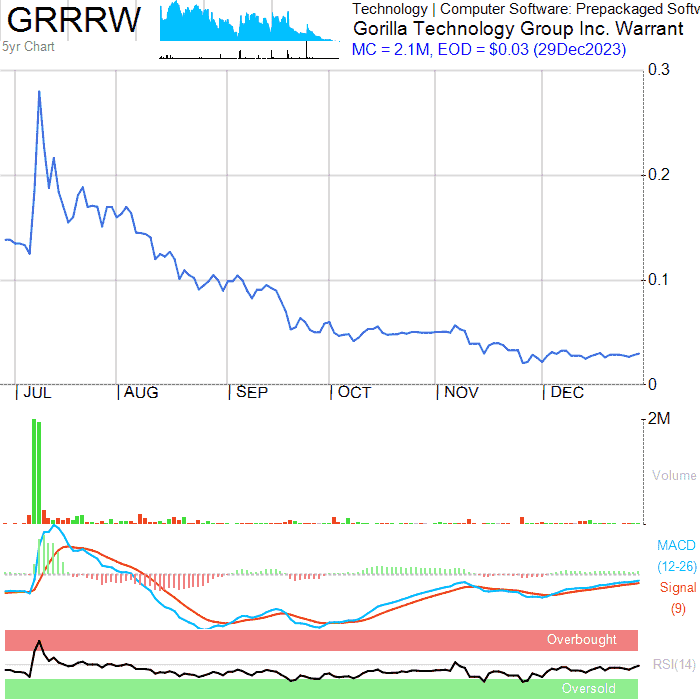 GRRRW
5yr Chart
Technology | Computer Software: Prepackaged Softw
Gorilla Technology Group Inc. Warrant
MC = 2.1M, EOD = $0.03 (29Dec2023)
0.3
0.2
0.1
0
JUL AUG SEP OCT NOV DEC
2M
Volume
MACD
(12-26)
Signal
(9)
Overbought
RSI(14)
Oversold